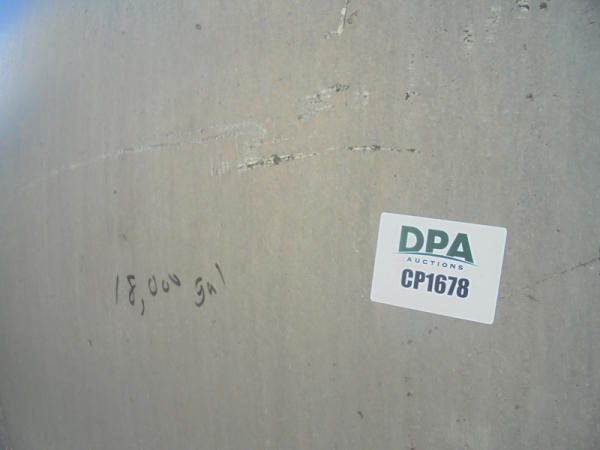 18,000 gal
DPA
AUCTIONS
CP1678